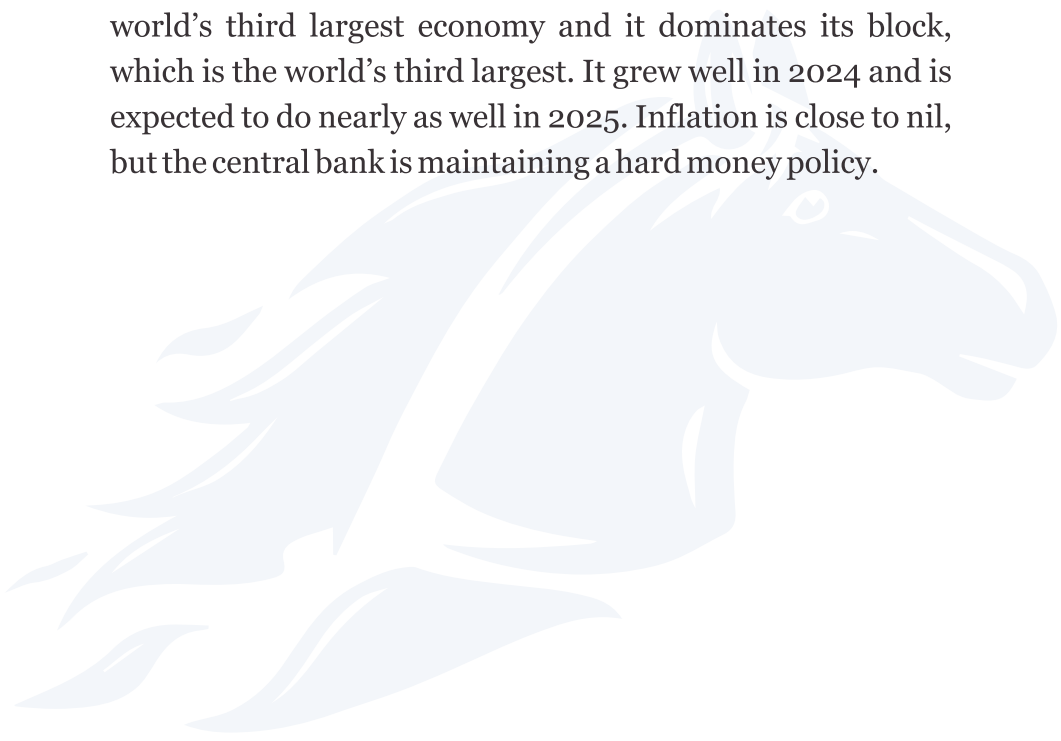 world’s third largest economy and it dominates its block,
which is the world’s third largest. It grew well in 2024 and is
expected to do nearly as well in 2025. Inflation is close to nil,
but the central bank is maintaining a hard money policy.